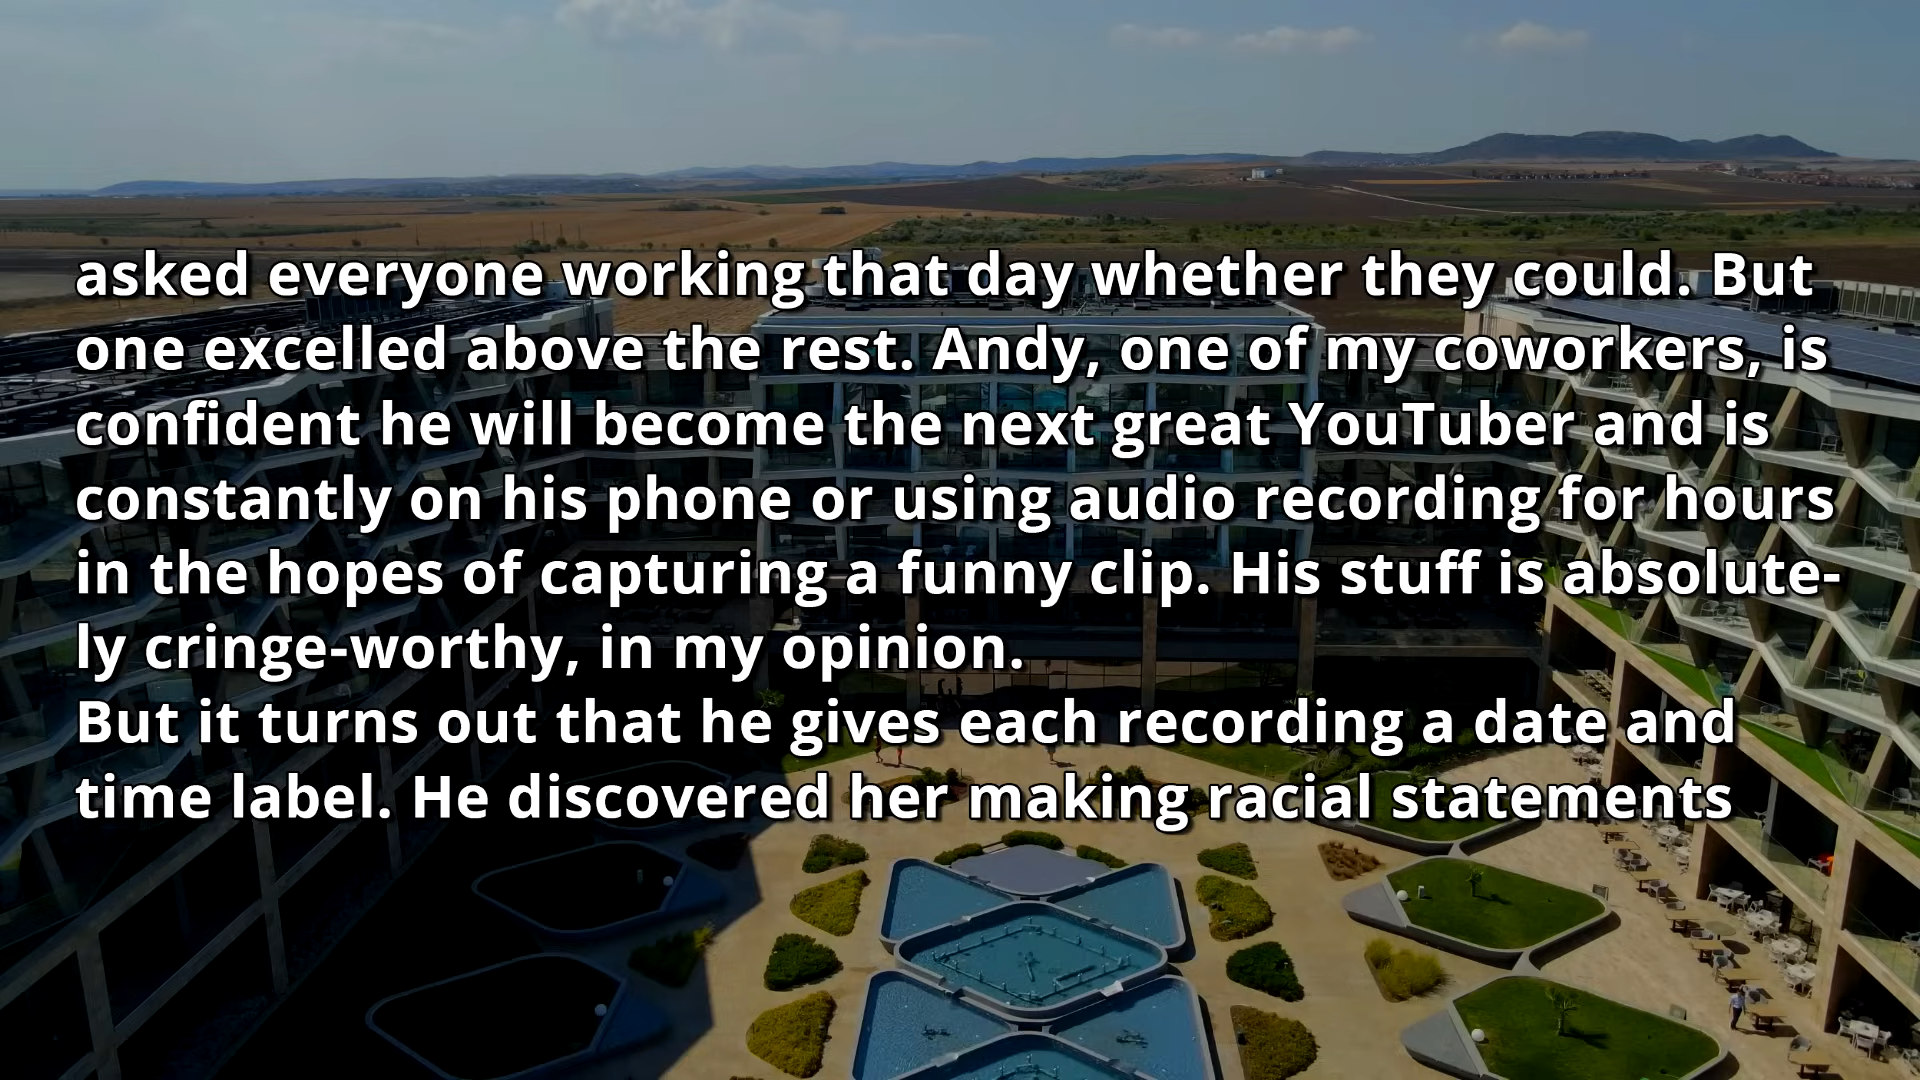 asked everyone working that day whether they could. But
one excelled above the rest. Andy, one of my coworkers, is
confident he will become the next great YouTuber and is
constantly on his phone or using audio recording for hours
in the hopes of capturing a funny clip. His stuff is absolute-
ly cringe-worthy, in my opinion.
But it turns out that he gives each recording a date and
time label. He discovered her making racial statements